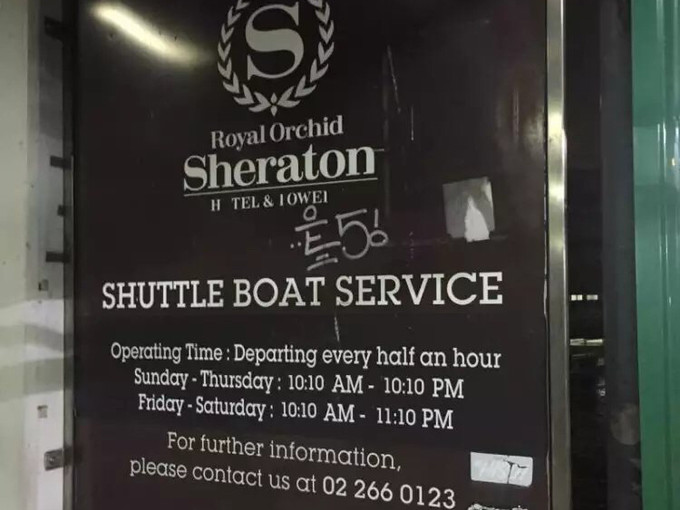 S
Royal Orchid
Sheraton
H TEL & TOWE
SHUTTLE BOAT SERVICE
Operating Time : Departing every half an hour
Sunday - Thursday : 10:10 AM - 10:10 PM
Friday - Saturday : 10:10 AM - 11:10 PM
For further information,
please contact us at 02 266 0123